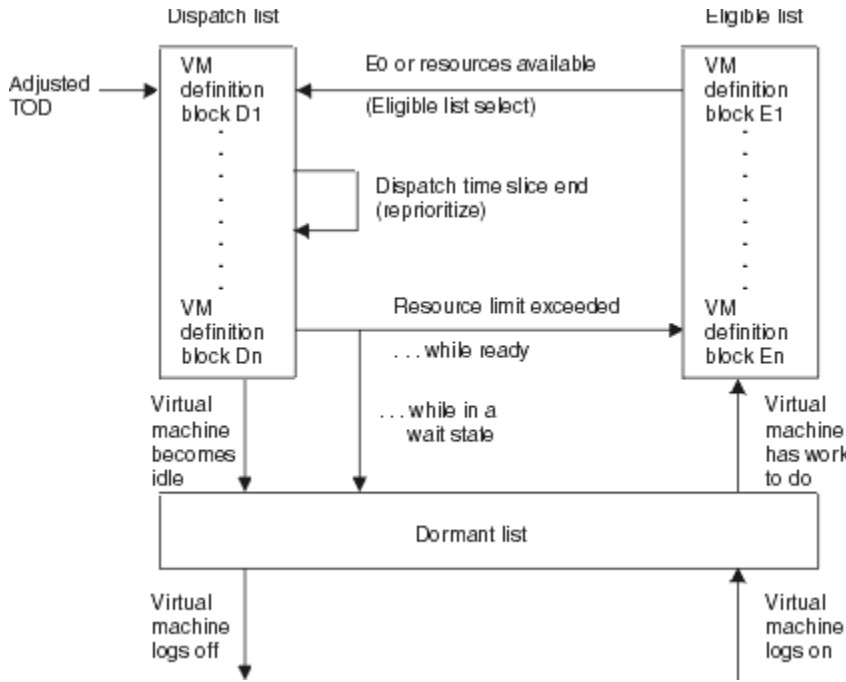 Dispatch list
Eligible list
Adjusted
TOD
VM
definition
block D1
E0 or resources available
(Eligible list select)
VM
definition
block E1
Dispatch time slice end
(reprioritize)
VM
definition
block Dn
Resource limit exceeded
. . . while ready
VM
definition
block En
. . . while in a
wait state
Virtual
machine
becomes
idle
Virtual
machine
has work
to do
Dormant list
Virtual
machine
logs off
Virtual
machine
logs on